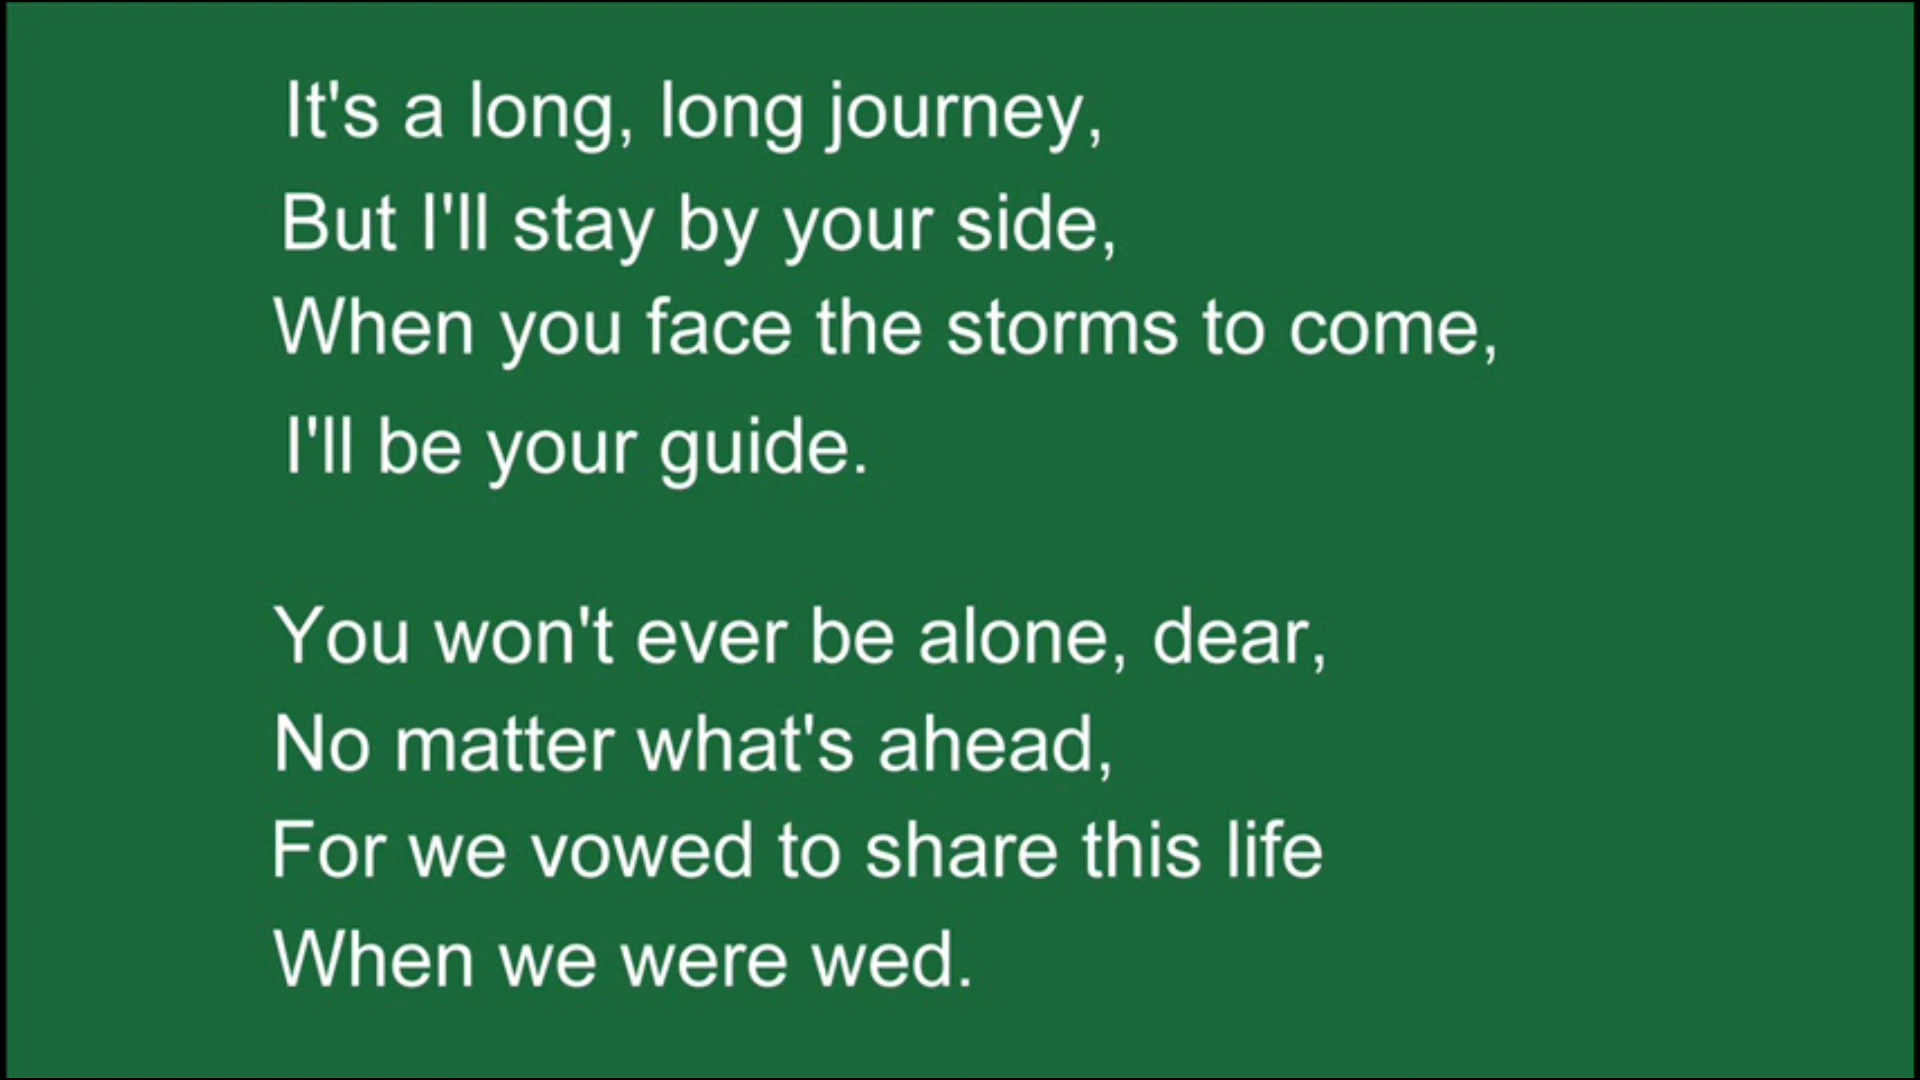 It's a long, long journey,
But I'll stay by your side,
When you face the storms to come,
I'll be your guide.
You won't ever be alone, dear,
No matter what's ahead,
For we vowed to share this life
When we were wed.